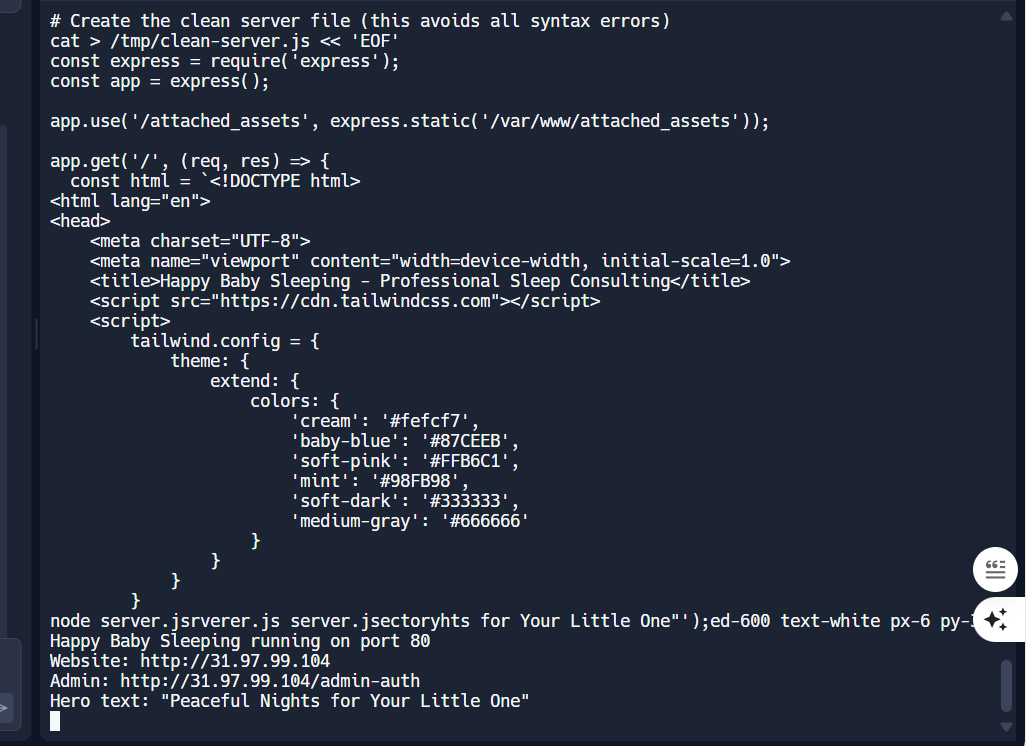 # Create the clean server file (this avoids all syntax errors)
cat > /tmp/clean-server.js << 'EOF'
const express = require('express');
const app = express();
app.use('/attached_assets', express.static('/var/www/attached_assets'));
app.get('/', (req, res) => {
  const html = `<!DOCTYPE html>
<html lang="en">
<head>
    <meta charset="UTF-8">
    <meta name="viewport" content="width=device-width, initial-scale=1.0">
    <title>Happy Baby Sleeping - Professional Sleep Consulting</title>
    <script src="https://cdn.tailwindcss.com"></script>
    <script>
        tailwind.config = {
            theme: {
                extend: {
                    colors: {
                        'cream': '#fefcf7',
                        'baby-blue': '#87CEEB',
                        'soft-pink': '#FFB6C1',
                        'mint': '#98FB98',
                        'soft-dark': '#333333',
                        'medium-gray': '#666666'
                    }
                }
            }
        }
node server.jsrverer.js server.jsectoryhts for Your Little One"');ed-600 text-white px-6 py-
Happy Baby Sleeping running on port 80
Website: http://31.97.99.104
Admin: http://31.97.99.104/admin-auth
Hero text: "Peaceful Nights for Your Little One"